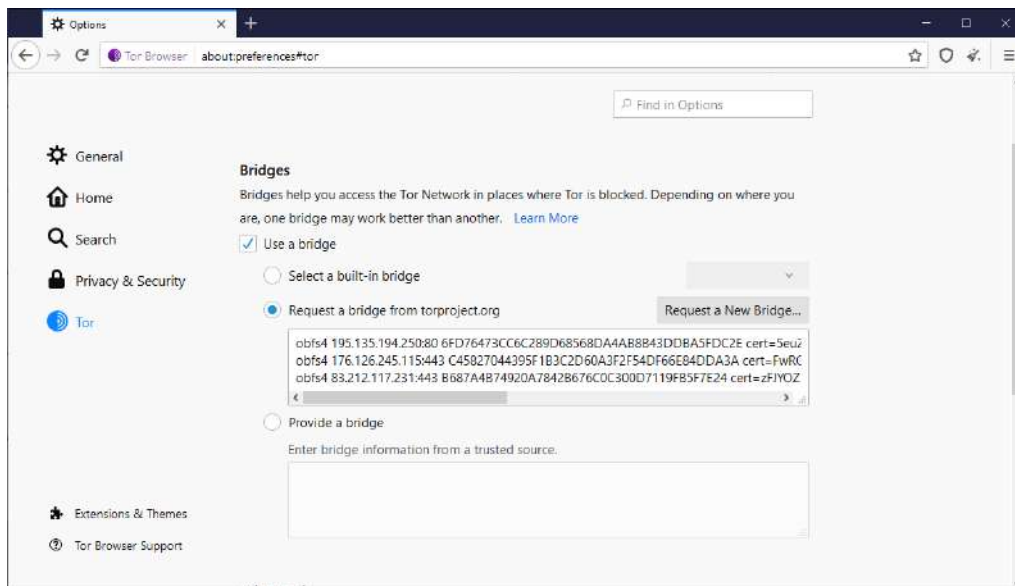 Options
Tor Browser about:preferences#tor
Find in Options
General
Home
Search
Privacy & Security
Tor
Extensions & Themes
Tor Browser Support
Bridges
Bridges help you access the Tor Network in places where Tor is blocked. Depending on where you
are, one bridge may work better than another. Learn More
Use a bridge
Select a built-in bridge
Request a bridge from torproject.org Request a New Bridge...
obfs4 195.135.194.250:80 6FD76473CC6C289D68568DA4AB8B43DDBA5FDC2E cert=5euZ
obfs4 176.126.245.115:443 C45827044395F1B3C2D60A3F2F54DF66E84DDA3A cert=FwRC
obfs4 83.212.117.231:443 B687A4B74920A7842B676C0C300D7119FB5F7E24 cert=zFJYOZ
Provide a bridge
Enter bridge information from a trusted source.